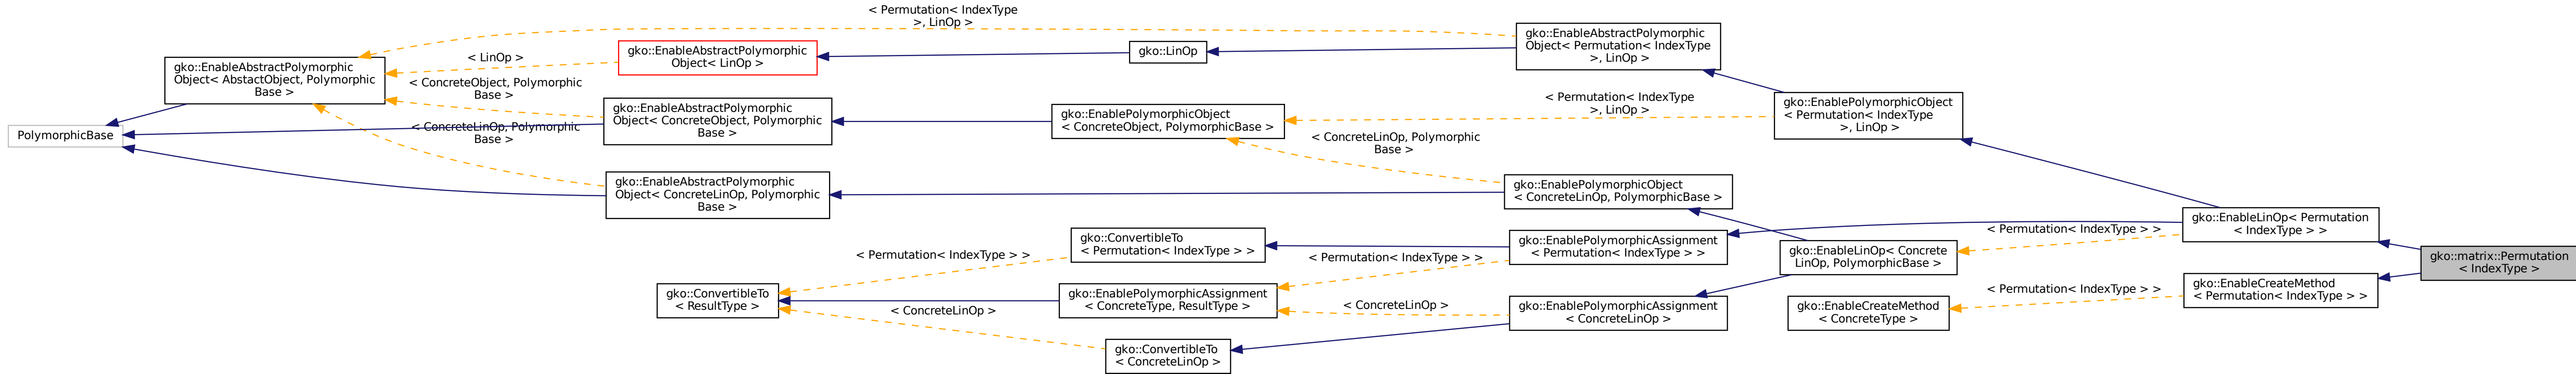 PolymorphicBase
gko::EnableAbstractPolymorphic
Object< AbstactObject, Polymorphic
Base >
< Permutation< IndexType
>, LinOp >
< LinOp >
< ConcreteObject, Polymorphic
Base >
< ConcreteLinOp, Polymorphic
Base >
gko::EnableAbstractPolymorphic
Object< LinOp >
gko::EnableAbstractPolymorphic
Object< ConcreteObject, Polymorphic
Base >
gko::EnableAbstractPolymorphic
Object< ConcreteLinOp, Polymorphic
Base >
gko::ConvertibleTo
< ResultType >
< Permutation< IndexType > >
< ConcreteLinOp >
gko::LinOp
gko::EnablePolymorphicObject
< ConcreteObject, PolymorphicBase >
gko::ConvertibleTo
< Permutation< IndexType > >
gko::EnablePolymorphicAssignment
< ConcreteType, ResultType >
gko::ConvertibleTo
< ConcreteLinOp >
< Permutation< IndexType
>, LinOp >
< ConcreteLinOp, Polymorphic
Base >
< Permutation< IndexType > >
< ConcreteLinOp >
gko::EnableAbstractPolymorphic
Object< Permutation< IndexType
>, LinOp >
gko::EnablePolymorphicObject
< ConcreteLinOp, PolymorphicBase >
gko::EnablePolymorphicAssignment
< Permutation< IndexType > >
gko::EnablePolymorphicAssignment
< ConcreteLinOp >
gko::EnablePolymorphicObject
< Permutation< IndexType
>, LinOp >
gko::EnableLinOp< Concrete
LinOp, PolymorphicBase >
gko::EnableCreateMethod
< ConcreteType >
< Permutation< IndexType > >
< Permutation< IndexType > >
gko::EnableLinOp< Permutation
< IndexType > >
gko::EnableCreateMethod
< Permutation< IndexType > >
gko::matrix::Permutation
< IndexType >